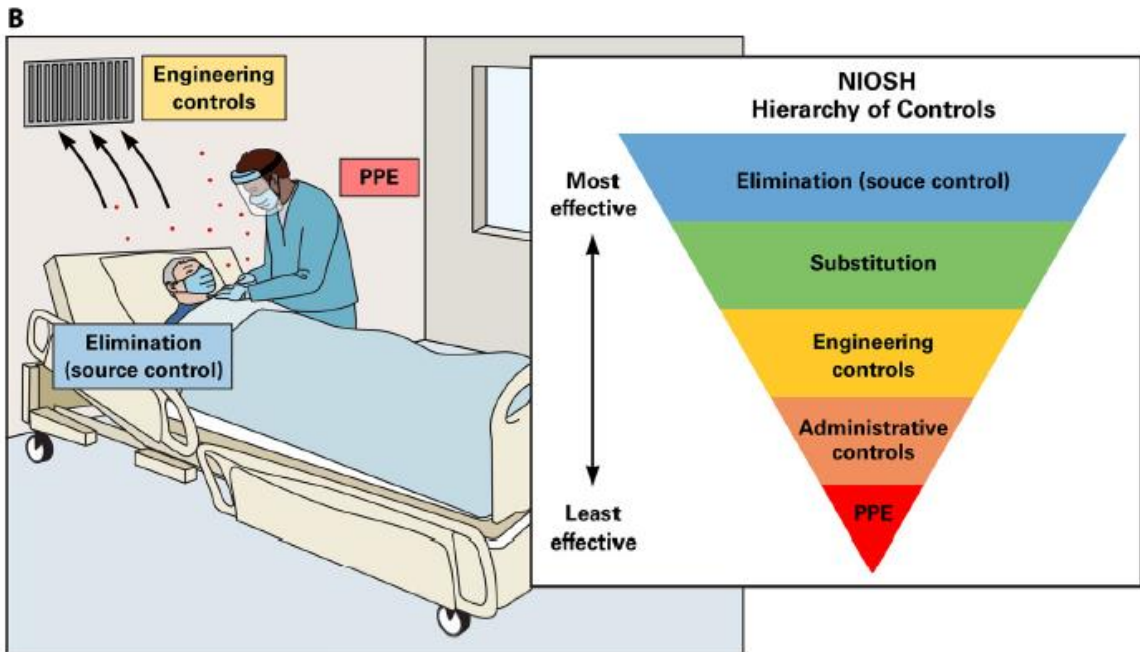 B
Engineering
controls
PPE
Elimination
(source control)
NIOSH
Hierarchy of Controls
Most
effective
Least
effective
Elimination (souce control)
Substitution
Engineering
controls
Administrative
controls
PPE